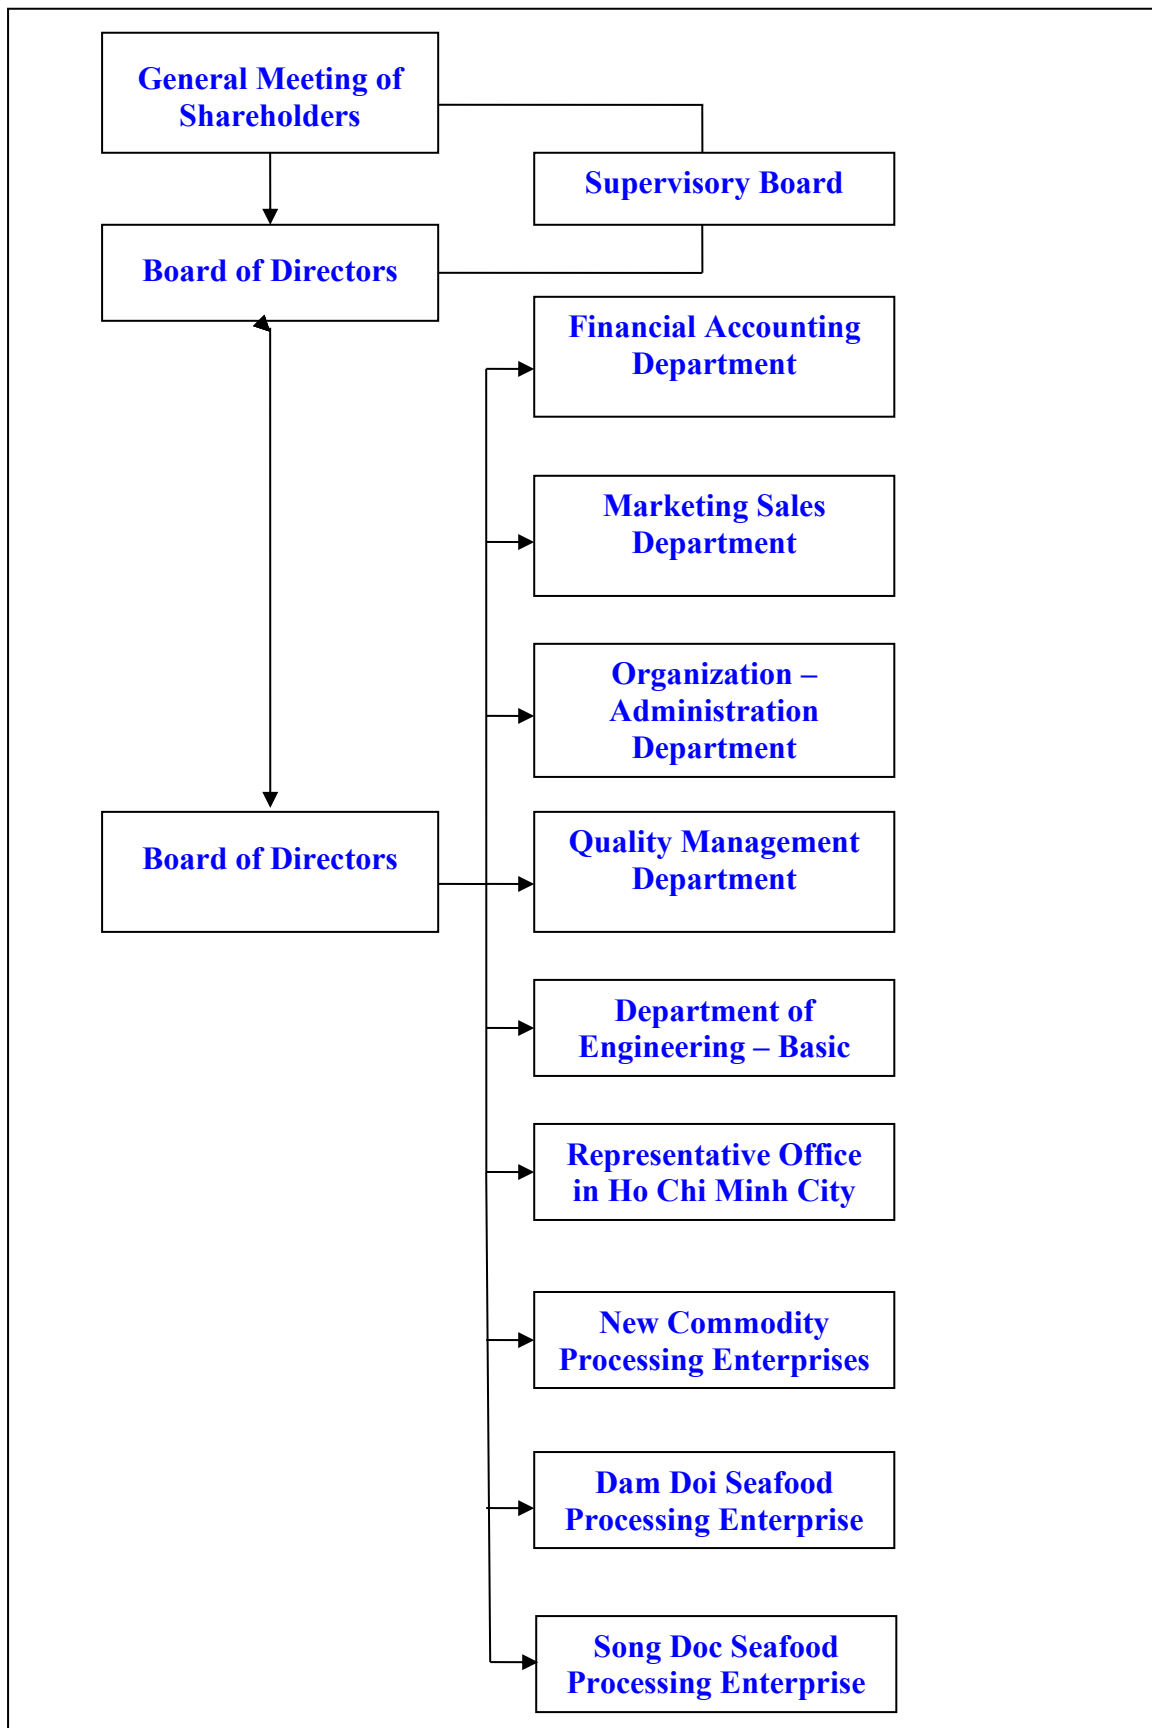 General Meeting of
Shareholders
Supervisory Board
Board of Directors
Financial Accounting
Department
Marketing Sales
Department
Organization –
Administration
Department
Board of Directors
Quality Management
Department
Department of
Engineering – Basic
Representative Office
in Ho Chi Minh City
New Commodity
Processing Enterprises
Dam Doi Seafood
Processing Enterprise
Song Doc Seafood
Processing Enterprise